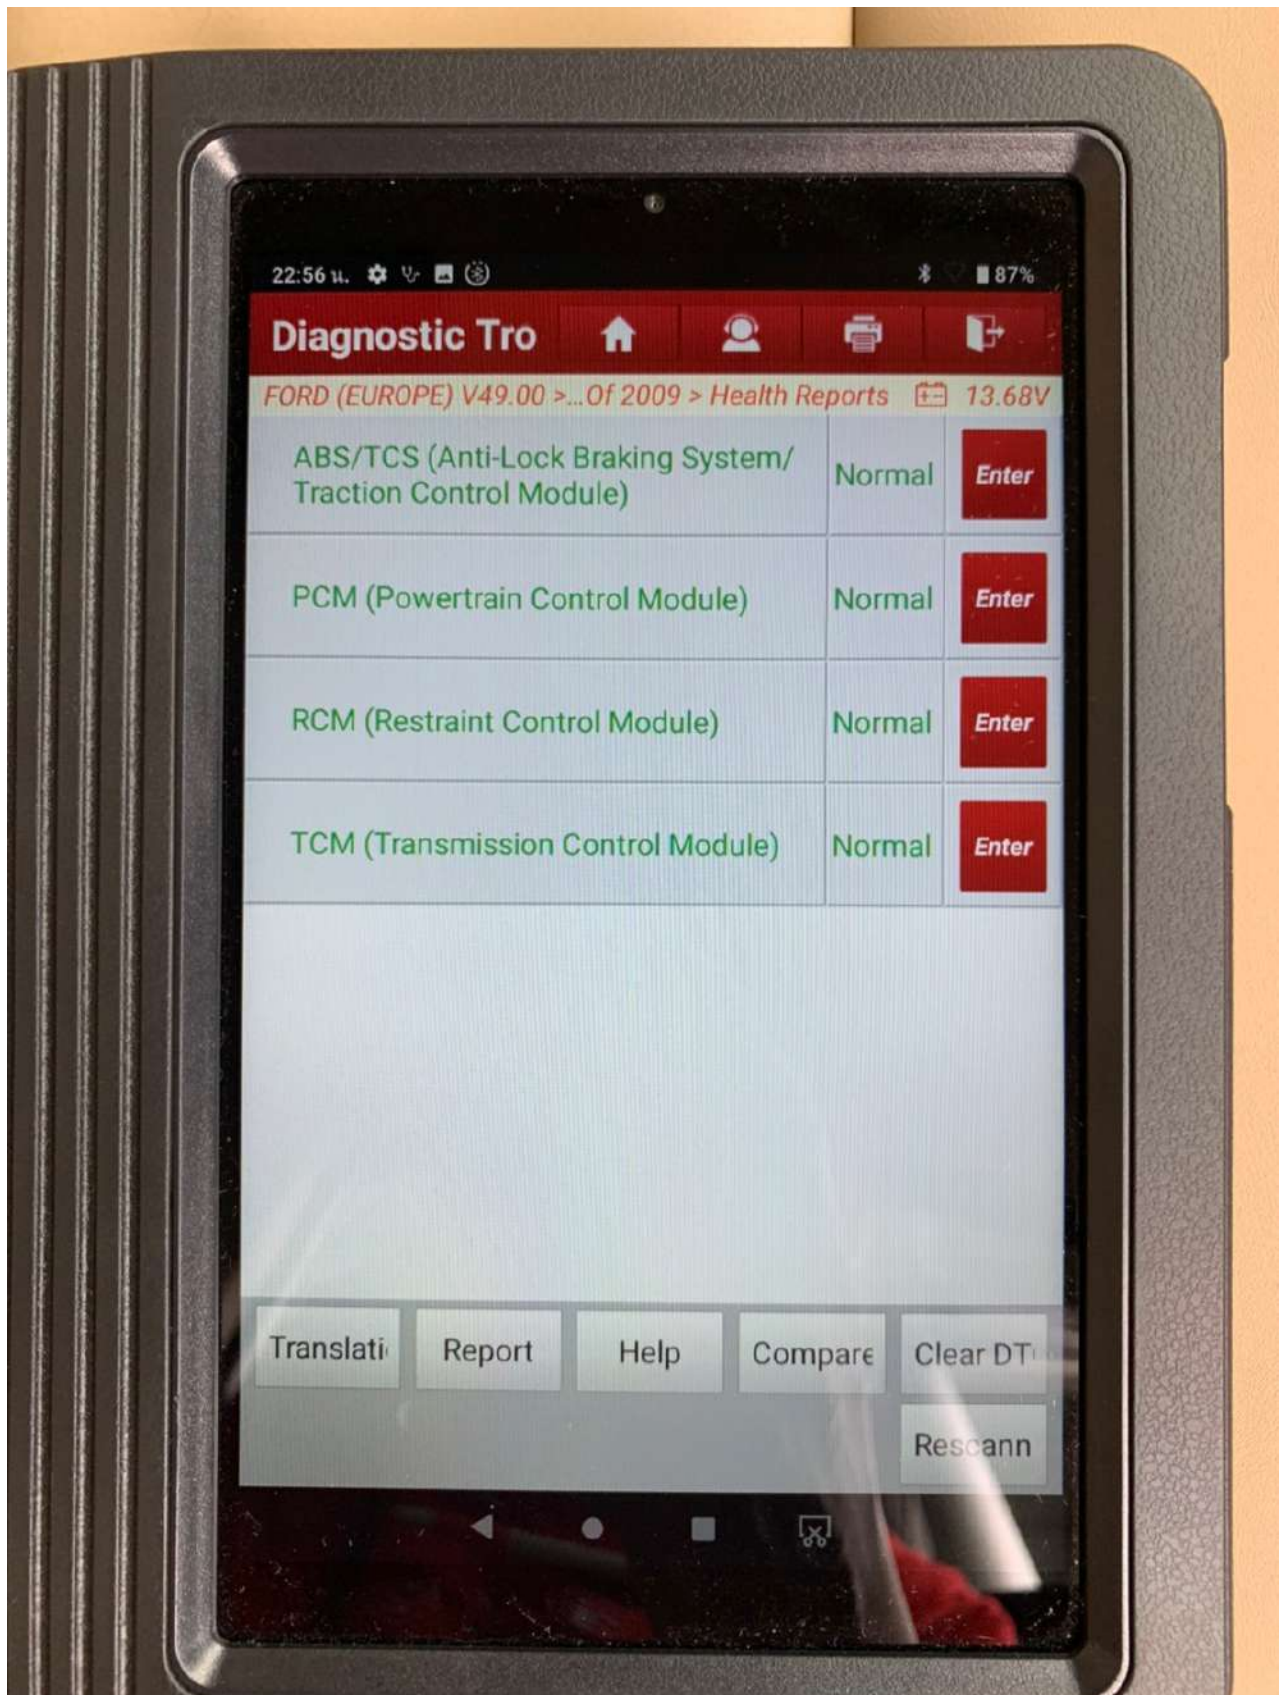 22:56 น. 87%
Diagnostic Tro
FORD (EUROPE) V49.00 >...Of 2009 > Health Reports 13.68V
ABS/TCS (Anti-Lock Braking System/
Traction Control Module) Normal Enter
PCM (Powertrain Control Module) Normal Enter
RCM (Restraint Control Module) Normal Enter
TCM (Transmission Control Module) Normal Enter
Translati Report Help Compare Clear DT
Rescann